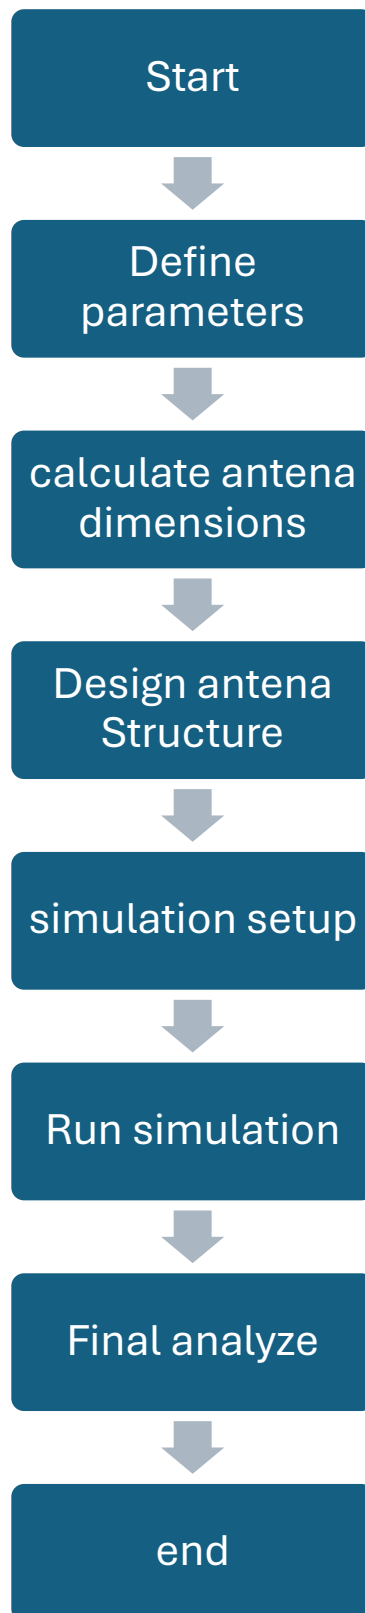 Start
Define
parameters
calculate antena
dimensions
Design antena
Structure
simulation setup
Run simulation
Final analyze
end